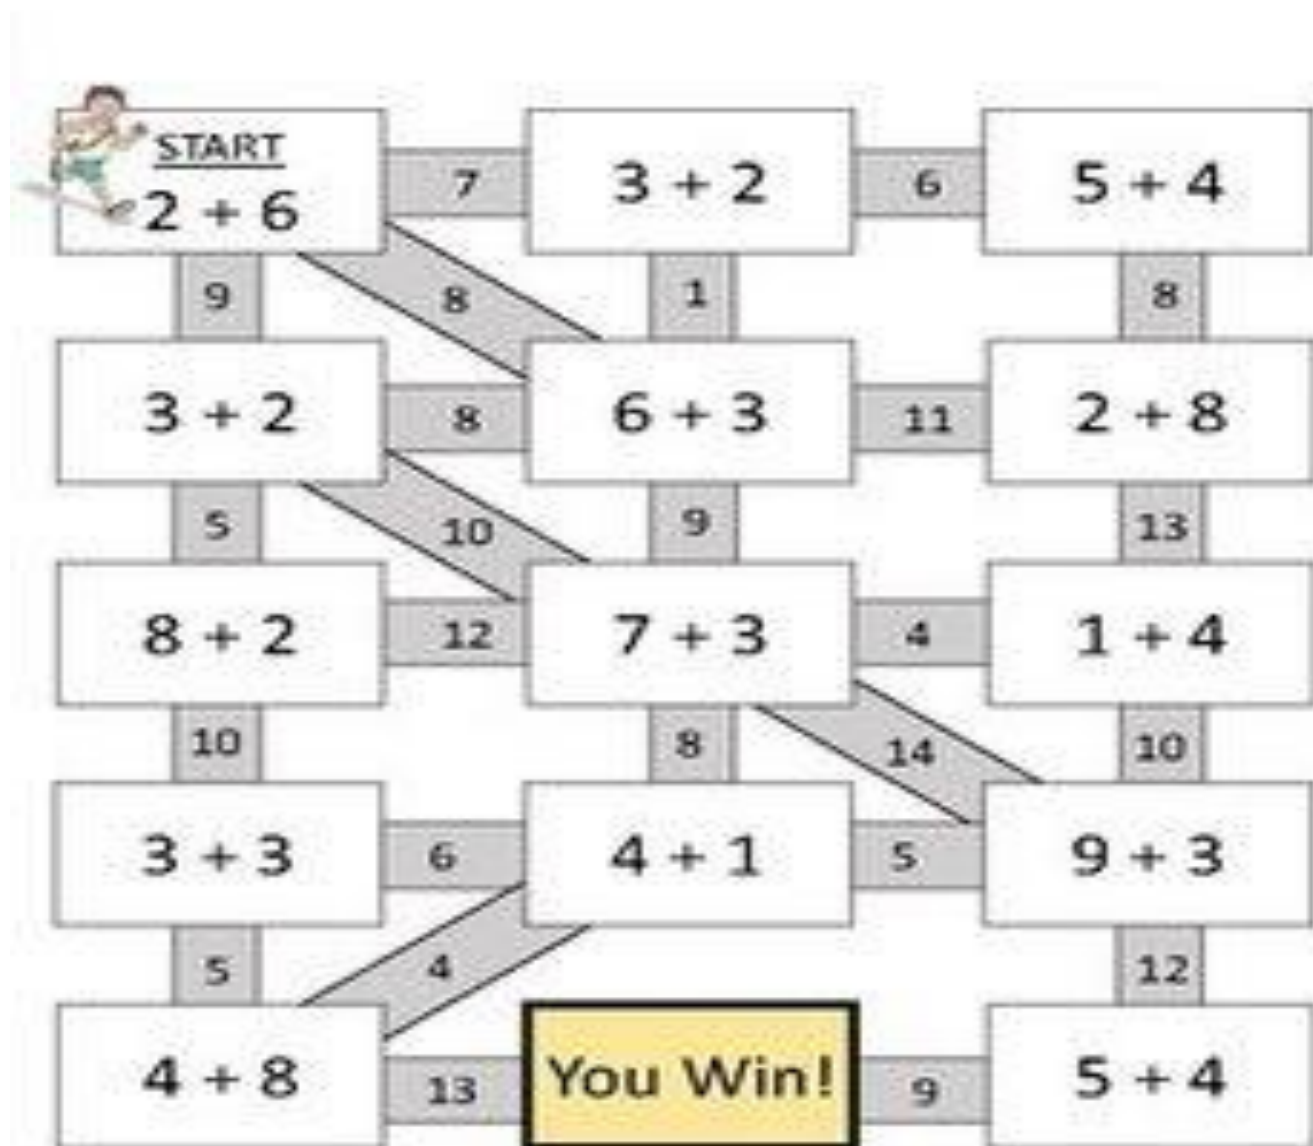 START
2 + 6 7 3 + 2 6 5 + 4
9 8 1 8
3 + 2 8 6 + 3 11 2 + 8
5 10 9 13
8 + 2 12 7 + 3 4 1 + 4
10 8 14 10
3 + 3 6 4 + 1 5 9 + 3
5 4 12
4 + 8 13 You Win! 9 5 + 4